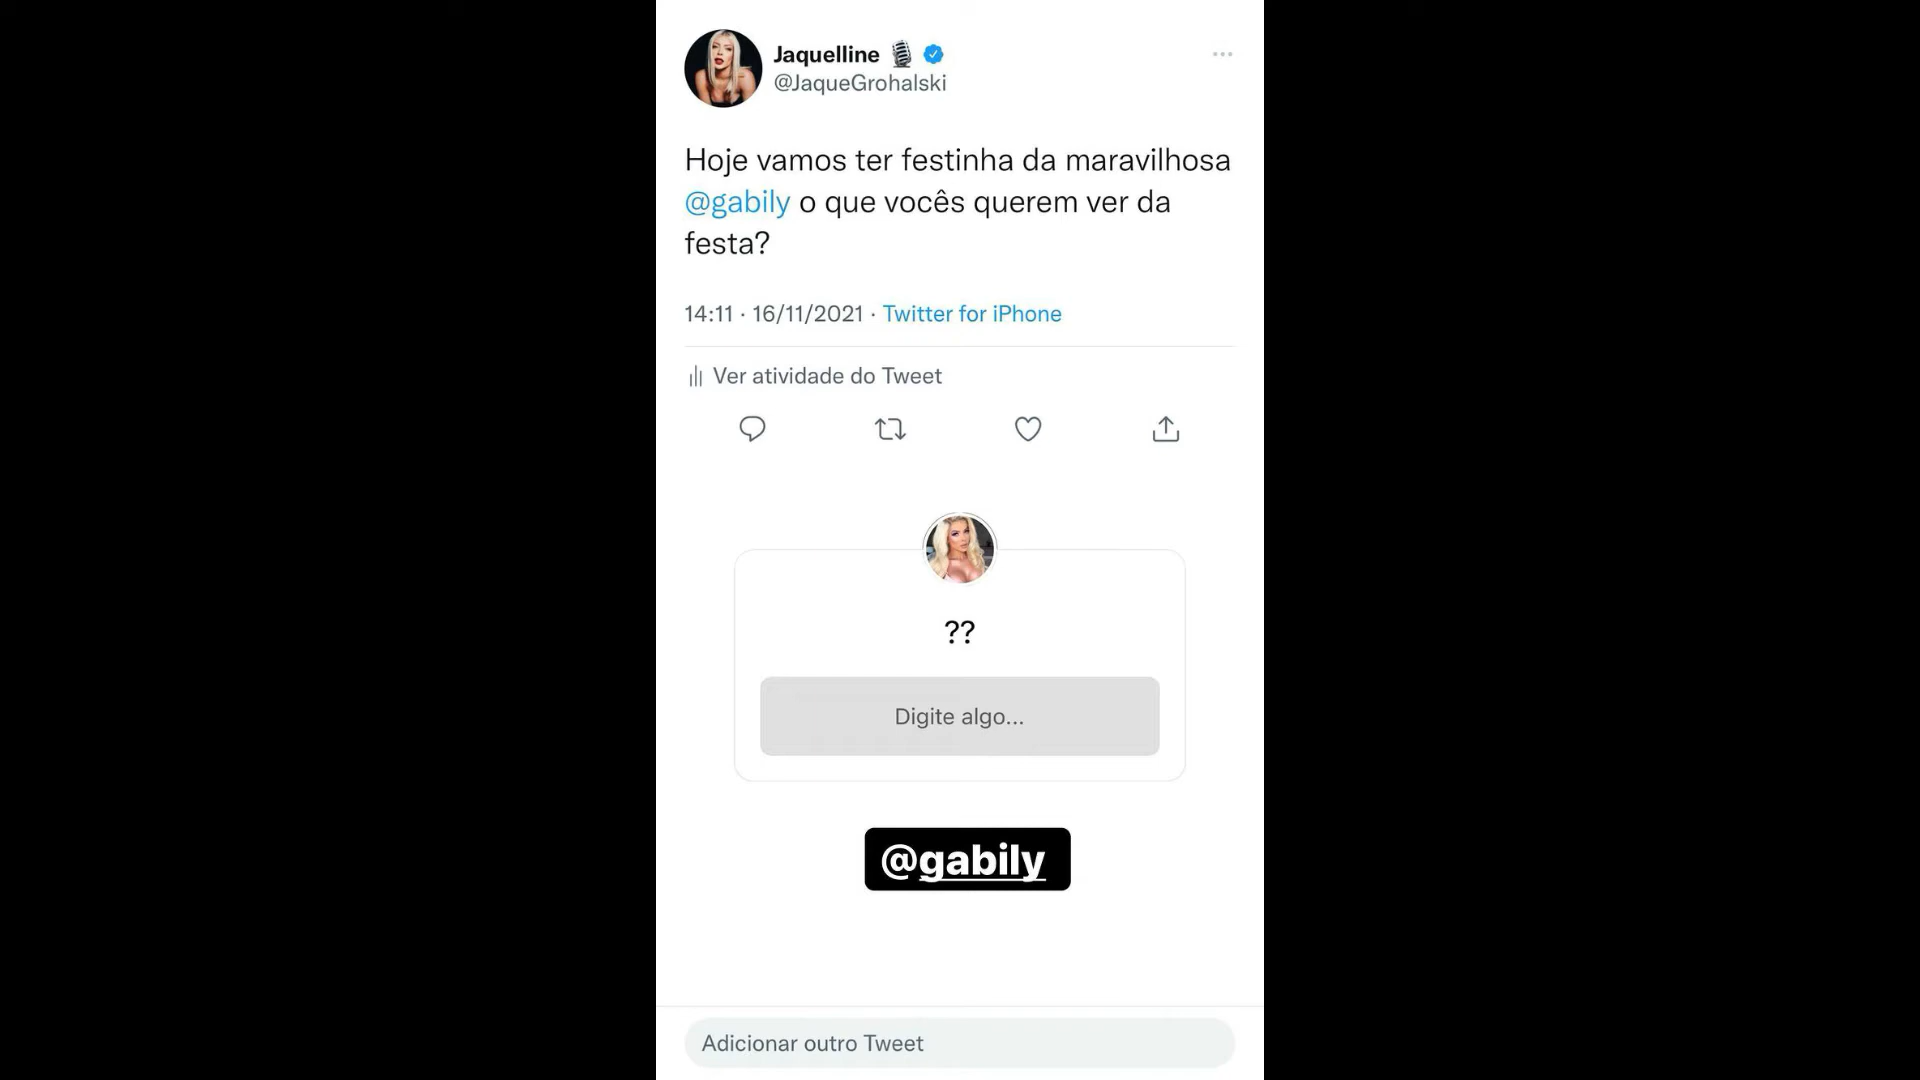 Jaquelline 🎙️
@JaqueGrohalski
Hoje vamos ter festinha da maravilhosa
@gabily o que vocês querem ver da
festa?
14:11 · 16/11/2021 · Twitter for iPhone
Ver atividade do Tweet
??
Digite algo...
@gabily
Adicionar outro Tweet